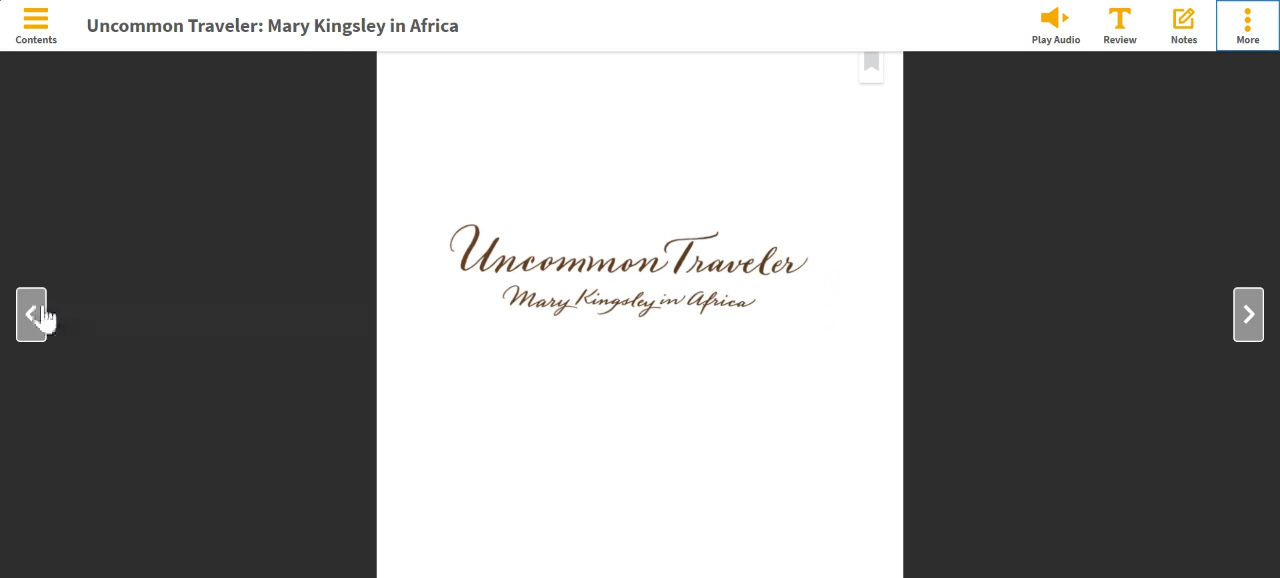 Uncommon Traveler: Mary Kingsley in Africa
Contents
Play Audio
Review
Notes
More
Uncommon Traveler
Mary Kingsley in Africa